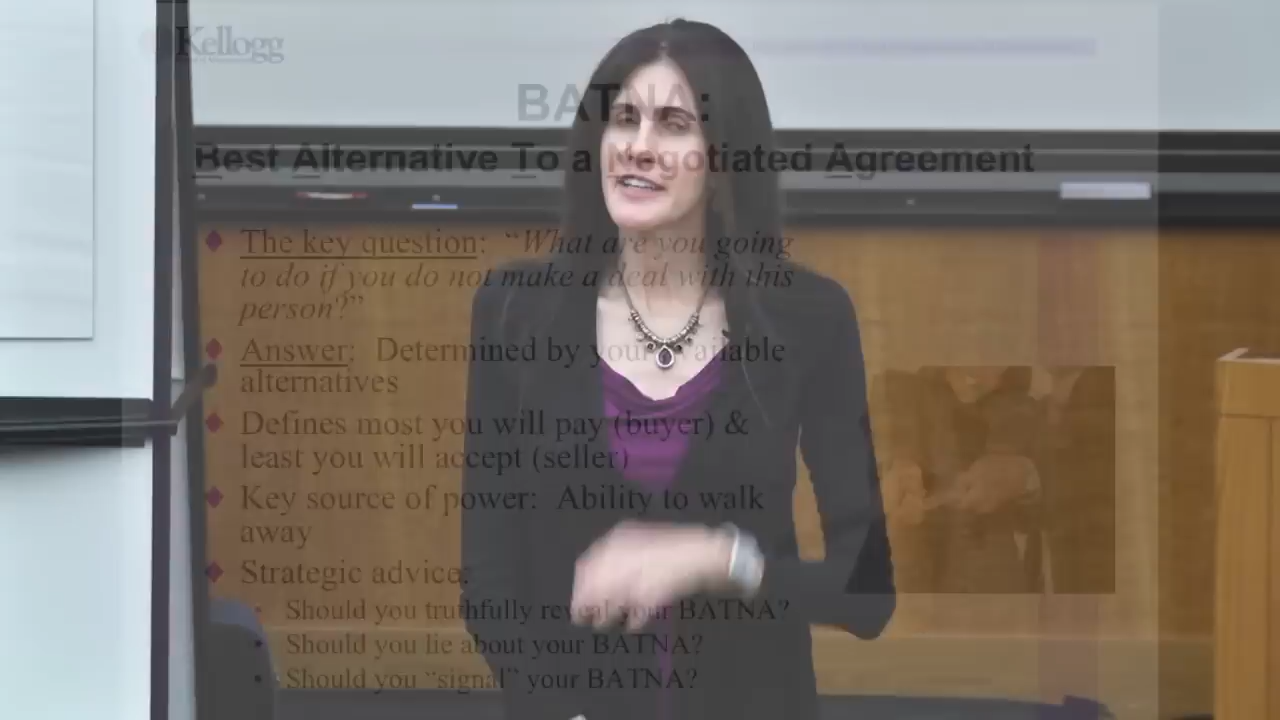 Kellogg
BATNA:
Best Alternative To a Negotiated Agreement
The key question: “What are you going
to do if you do not make a deal with this
person?”
Answer: Determined by your available
alternatives
Defines most you will pay (buyer) &
least you will accept (seller)
Key source of power: Ability to walk
away
Strategic advice:
Should you truthfully reveal your BATNA?
Should you lie about your BATNA?
Should you “signal” your BATNA?